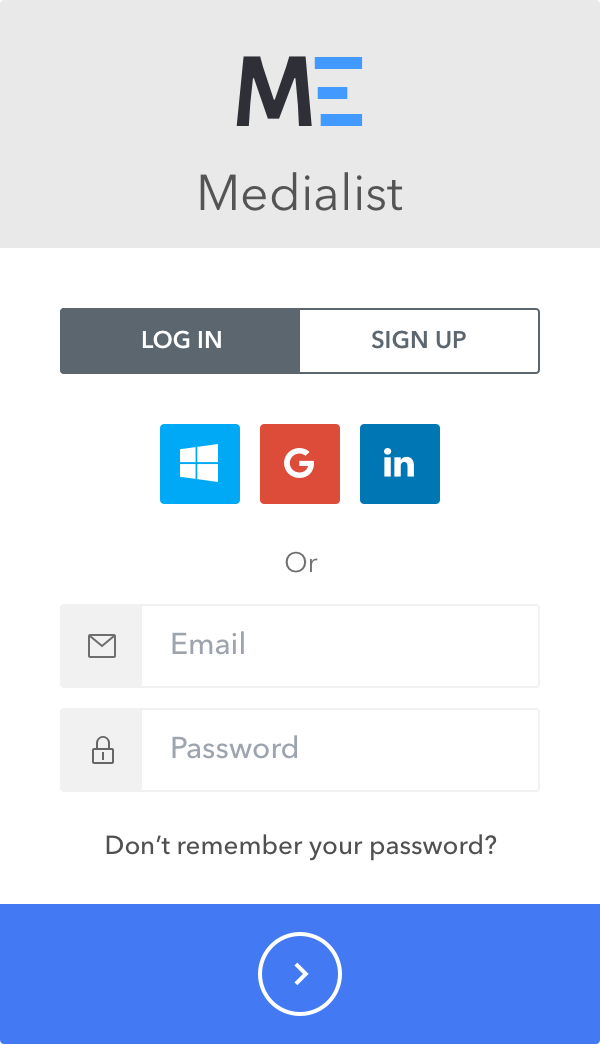 ME
Medialist
LOG IN
SIGN UP
G
in
Or
Email
Password
Don’t remember your password?